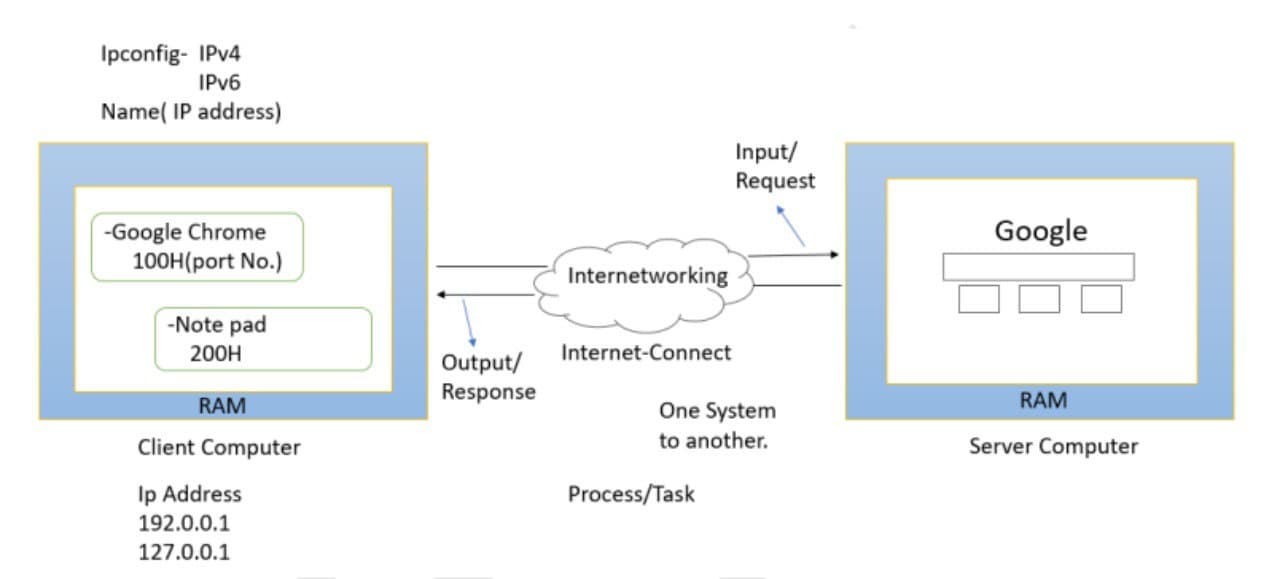 Ipconfig- IPv4
IPv6
Name( IP address)
-Google Chrome
100H(port No.)
-Note pad
200H
RAM
Client Computer
Ip Address
192.0.0.1
127.0.0.1
Input/
Request
Internetworking
Output/
Response
Internet-Connect
One System
to another.
Process/Task
Google
RAM
Server Computer